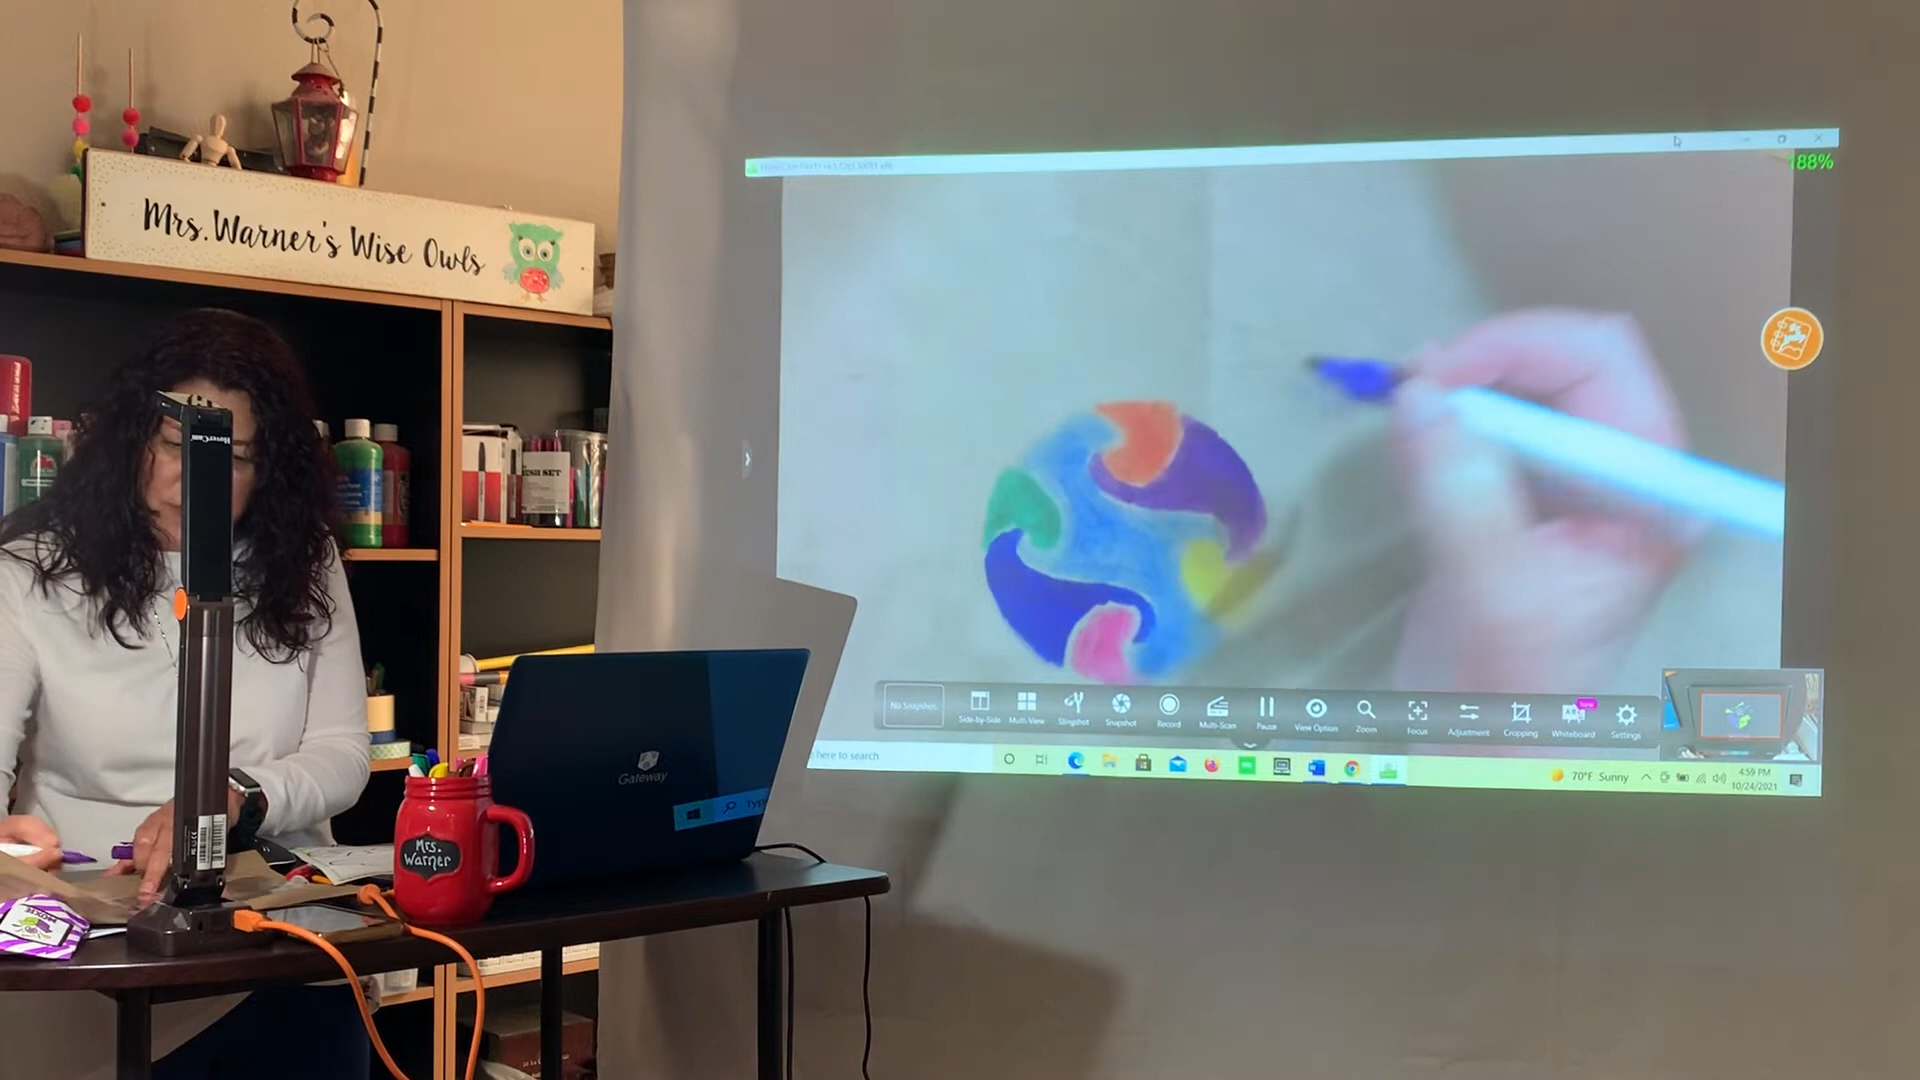 Mrs. Warner's Wise Owls
188%
HoverCam
Gateway
Mrs.
Warner
No Snapshot
Side-by-Side
Multi-View
Slingshot
Snapshot
Record
Multi-Scan
Pause
View Option
Zoom
Focus
Adjustment
Cropping
New
Whiteboard
Settings
here to search
70°F Sunny
4:59 PM
10/24/2021